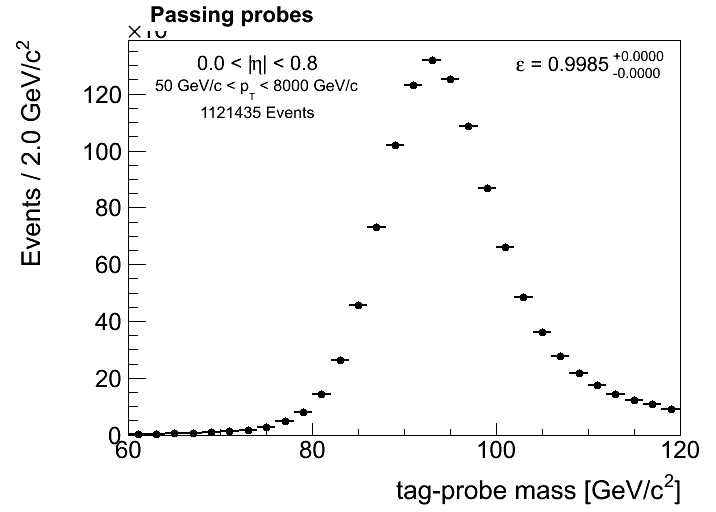 Passing probes
×10
0.0 < |η| < 0.8
50 GeV/c < p_T < 8000 GeV/c
1121435 Events
ε = 0.9985 +0.0000 -0.0000
Events / 2.0 GeV/c²
120
100
80
60
40
20
0
60 80 100 120
tag-probe mass [GeV/c²]